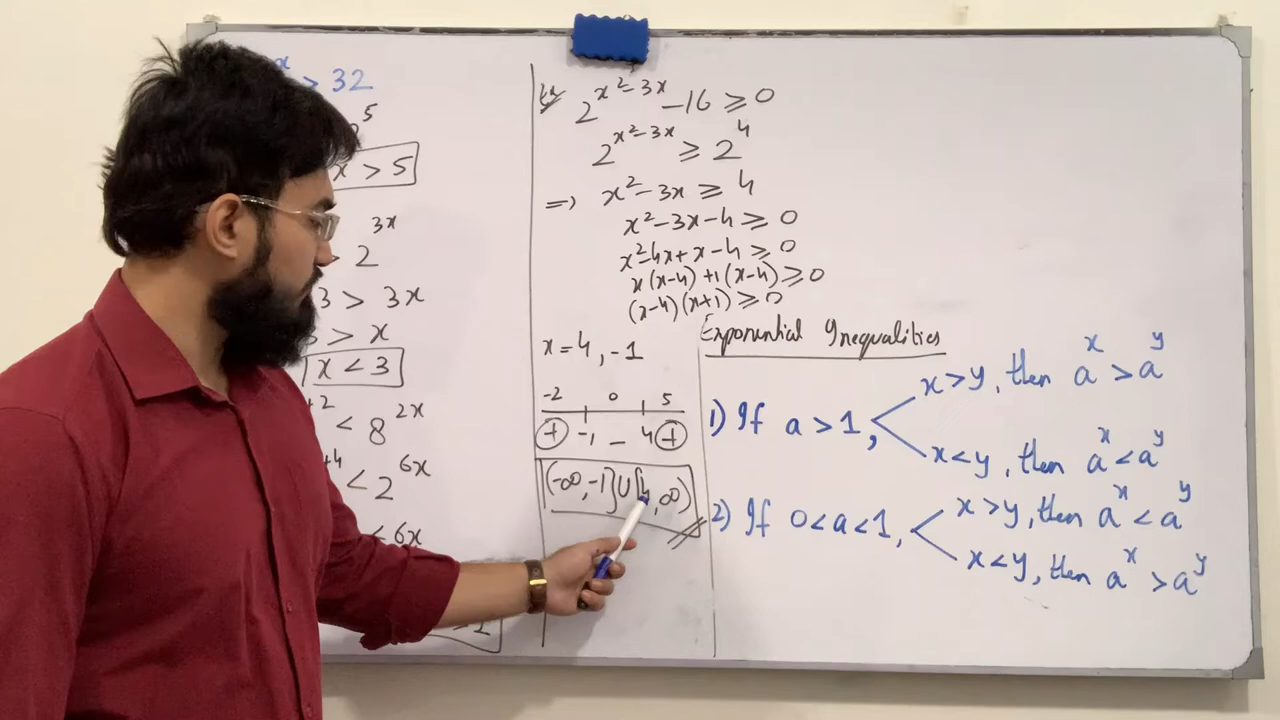 x > 32
5
x > 5
> 2^{3x}
3 > 3x
> x
x < 3
+2 < 8^{2x}
+4 < 2^{6x}
< 6x
Ex 2^{x²-3x} - 16 ≥ 0
2^{x²-3x} ≥ 2^4
⇒ x² - 3x ≥ 4
x² - 3x - 4 ≥ 0
x² - 4x + x - 4 ≥ 0
x(x-4) + 1(x-4) ≥ 0
(x-4)(x+1) ≥ 0
x = 4, -1
-2 0 5
+ -1 - 4 +
(-∞, -1] ∪ [4, ∞)
Exponential Inequalities
x > y, then a^x > a^y
1) If a > 1,
x < y, then a^x < a^y
x > y, then a^x < a^y
2) If 0 < a < 1,
x < y, then a^x > a^y